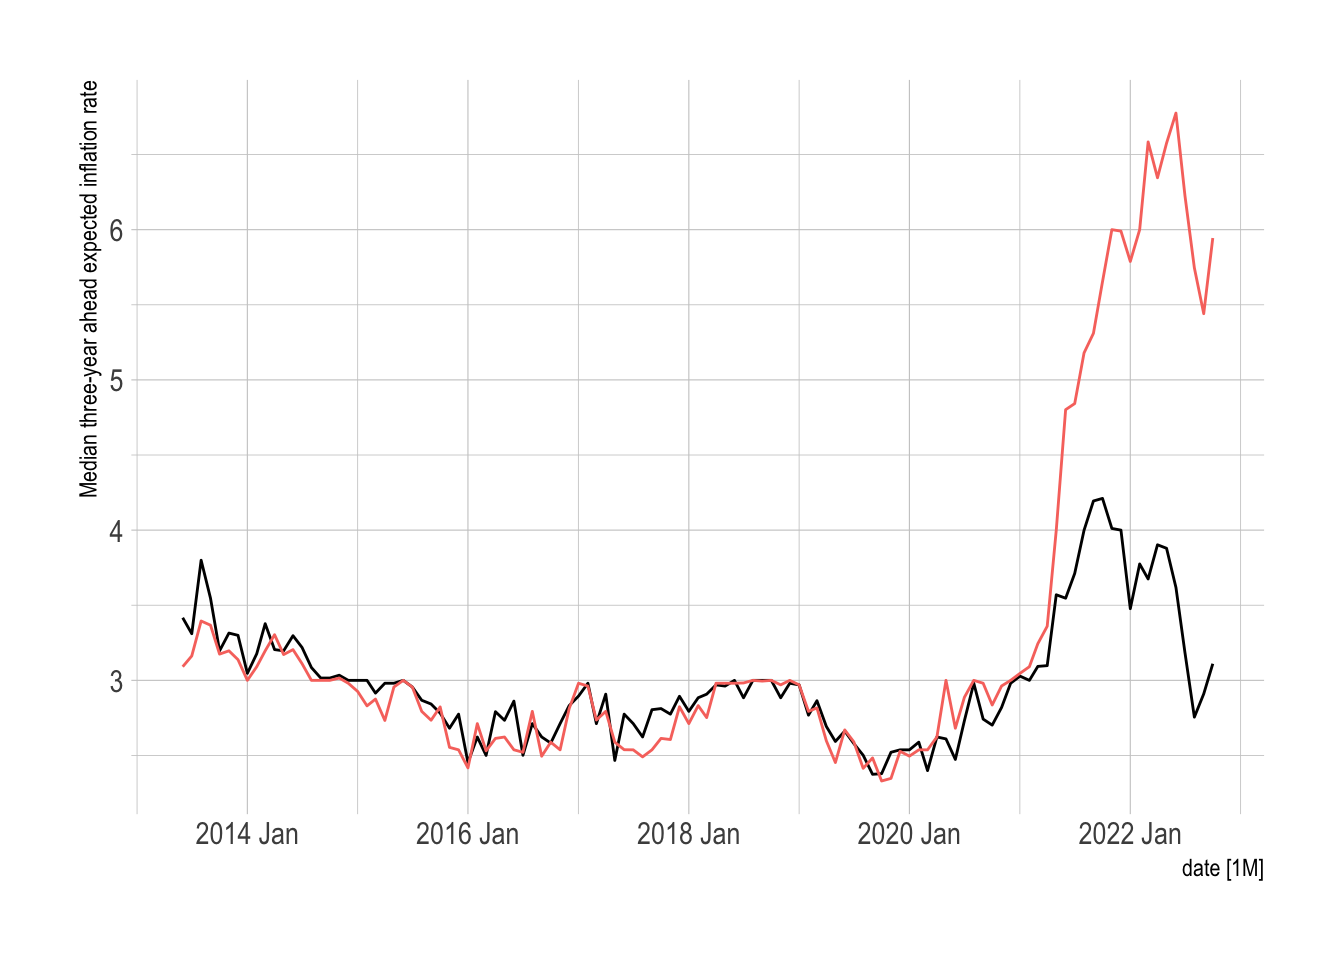 Median three-year ahead expected inflation rate
6
5
4
3
2014 Jan
2016 Jan
2018 Jan
2020 Jan
2022 Jan
date [1M]